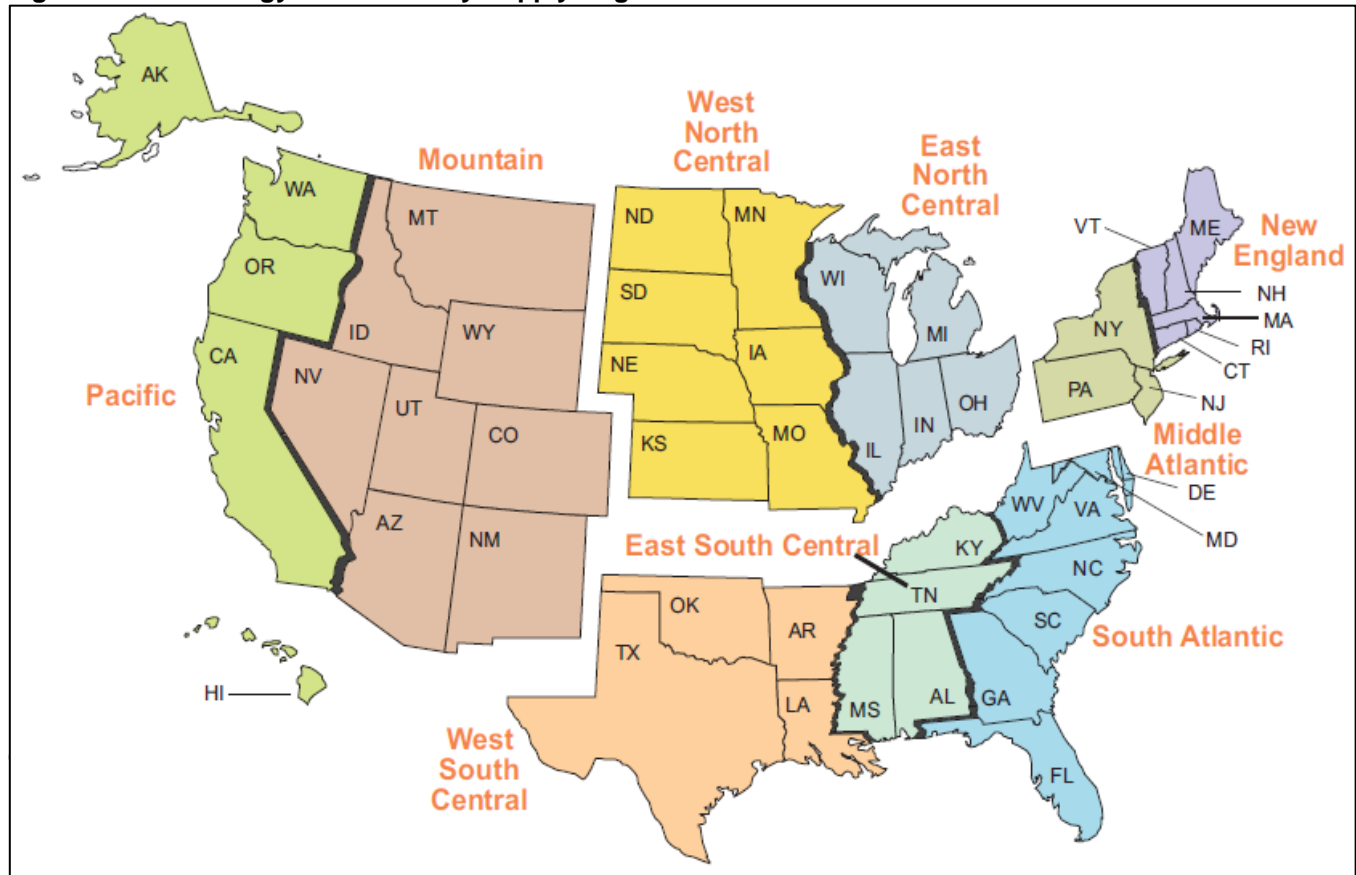 AK
WA
OR
CA
HI
Pacific
Mountain
MT
ID
WY
NV
UT
CO
AZ
NM
West
North
Central
ND
MN
SD
IA
NE
KS
MO
East
North
Central
WI
MI
IL
IN
OH
New
England
VT
ME
NH
MA
RI
CT
NY
PA
NJ
Middle
Atlantic
DE
MD
WV
VA
NC
SC
GA
FL
South Atlantic
East South Central
KY
TN
MS
AL
OK
AR
TX
LA
West
South
Central